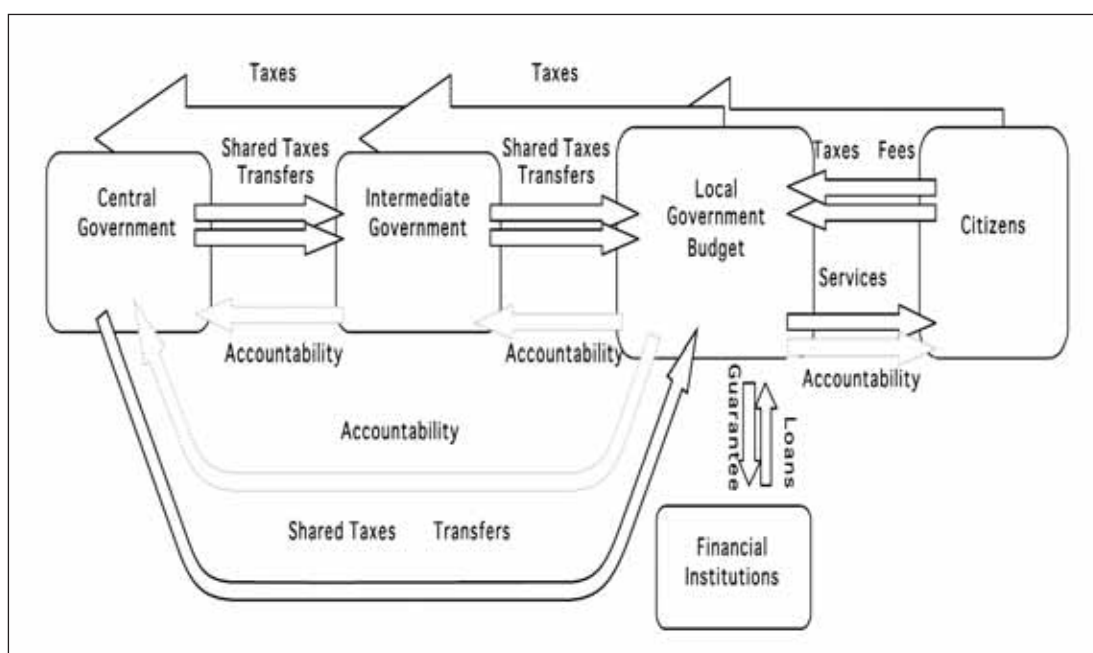 Taxes
Taxes
Shared Taxes
Transfers
Shared Taxes
Transfers
Taxes Fees
Central
Government
Intermediate
Government
Local
Government
Budget
Citizens
Services
Accountability
Accountability
Accountability
Accountability
Guarantee
Loans
Shared Taxes Transfers
Financial
Institutions